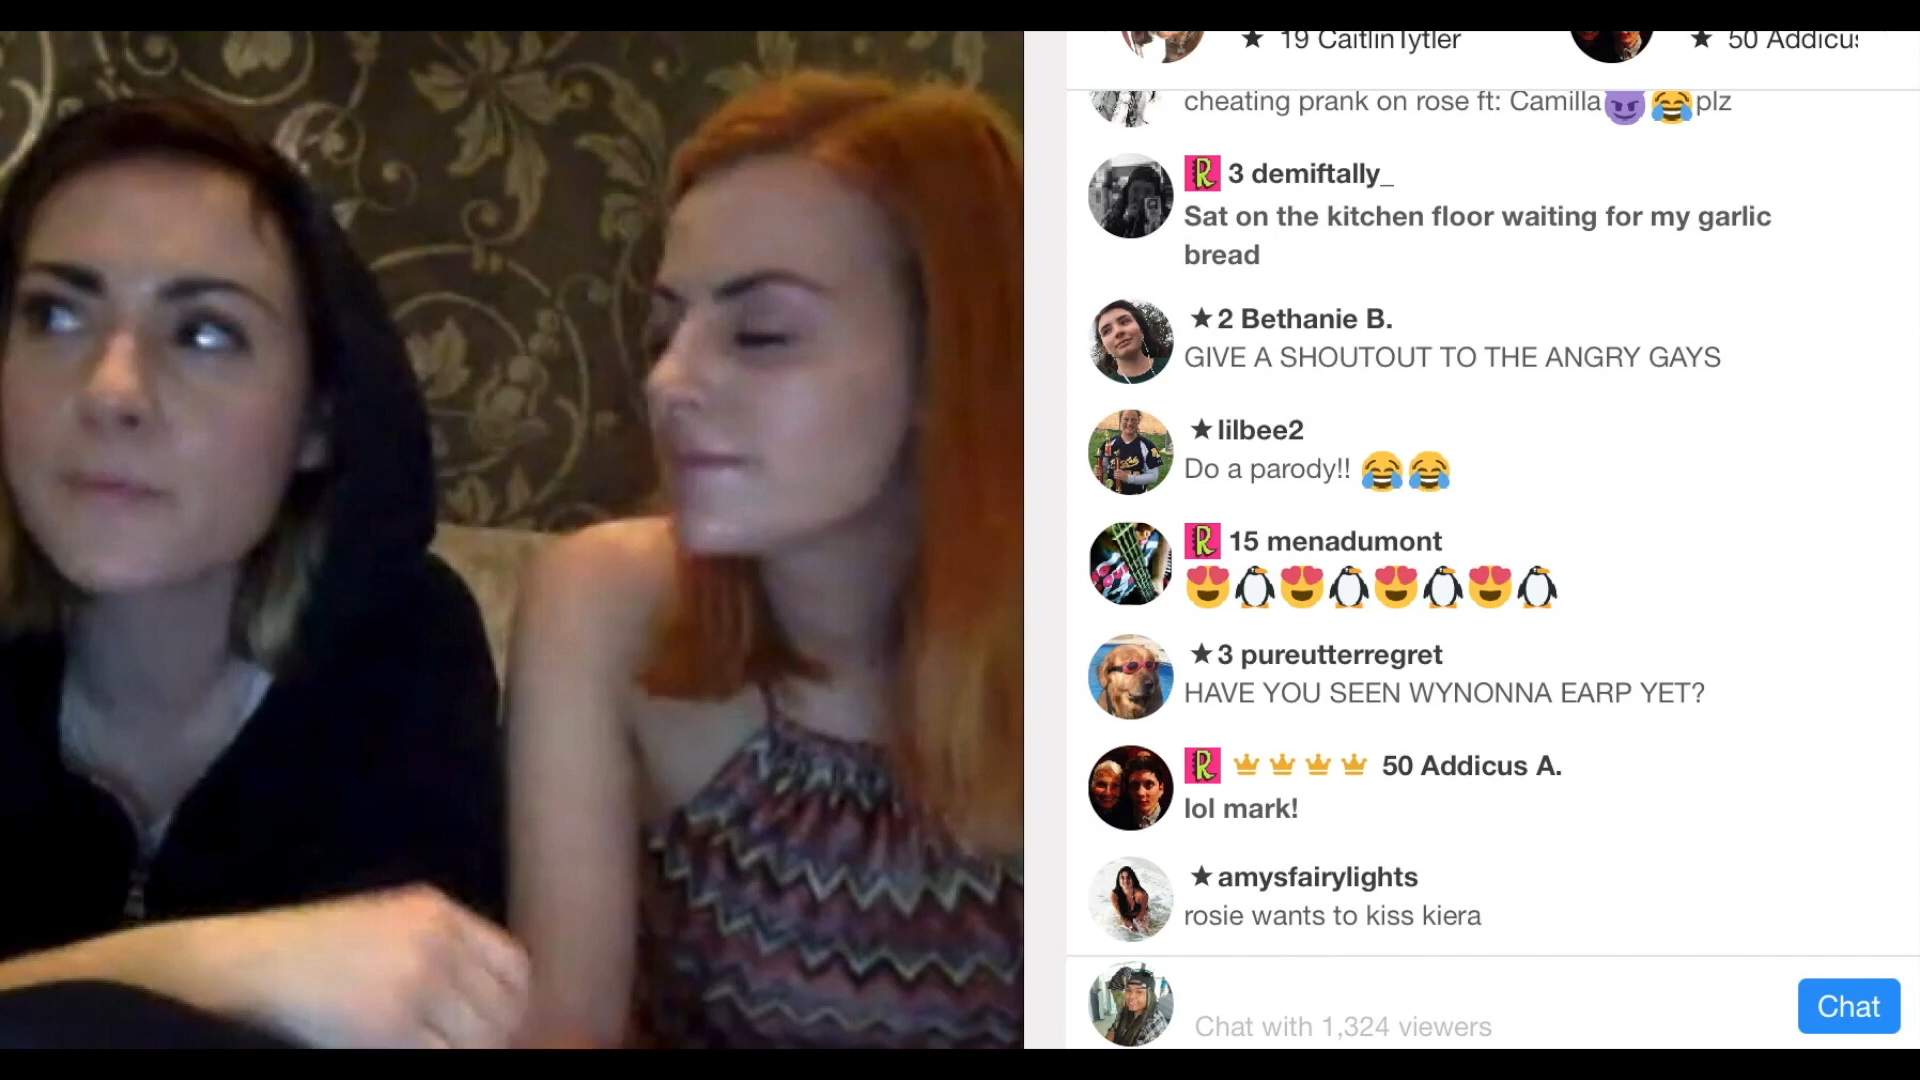 ★ 19 CaitlinTytler
★ 50 Addicus
cheating prank on rose ft: Camilla😈😂plz
R 3 demiftally_
Sat on the kitchen floor waiting for my garlic
bread
★2 Bethanie B.
GIVE A SHOUTOUT TO THE ANGRY GAYS
★lilbee2
Do a parody!! 😂😂
R 15 menadumont
😍🐧😍🐧😍🐧😍🐧
★3 pureutterregret
HAVE YOU SEEN WYNONNA EARP YET?
R 👑👑👑👑 50 Addicus A.
lol mark!
★amysfairylights
rosie wants to kiss kiera
Chat with 1,324 viewers
Chat